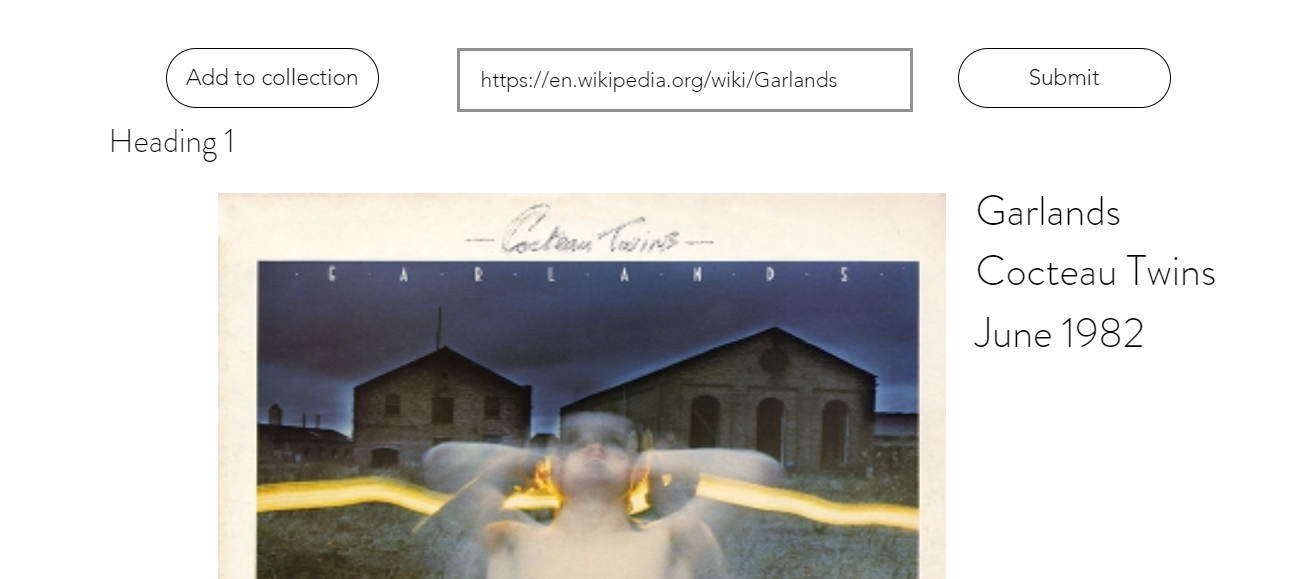 Add to collection
https://en.wikipedia.org/wiki/Garlands
Submit
Heading 1
—Cocteau Twins—
· G · A · R · L · A · N · D · S ·
Garlands
Cocteau Twins
June 1982